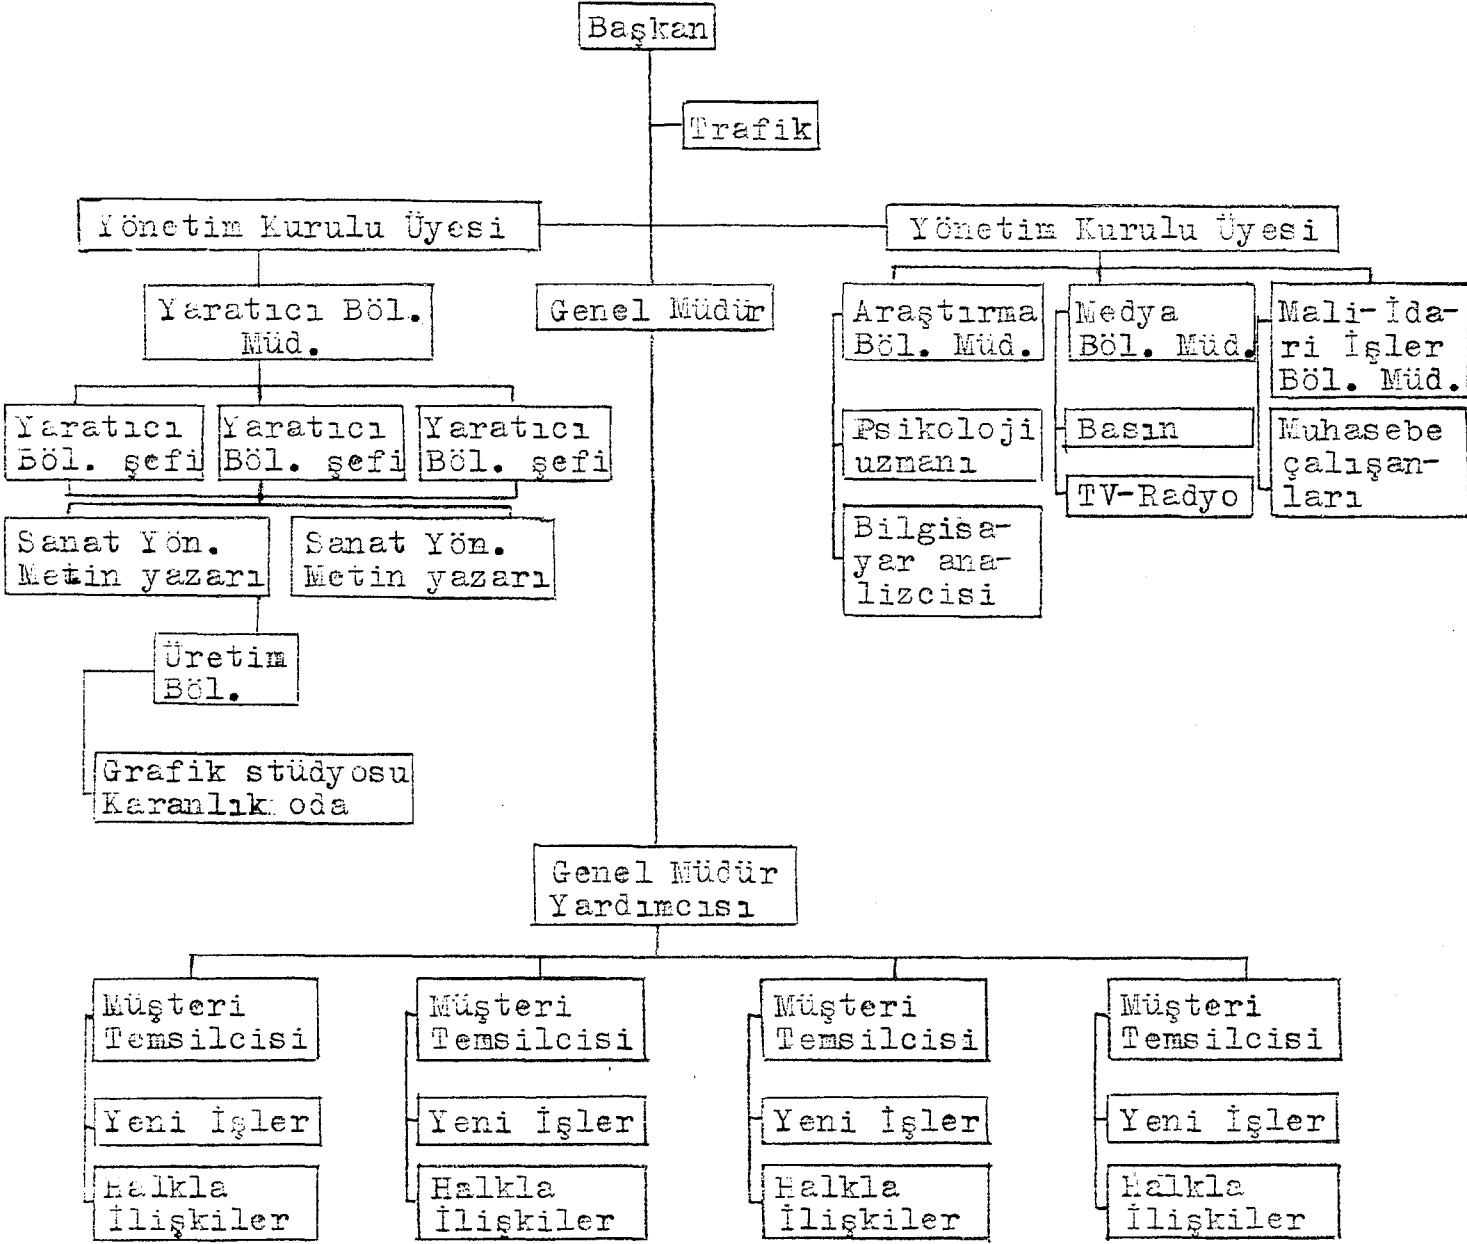 Başkan
Trafik
Yönetim Kurulu Üyesi
Yönetim Kurulu Üyesi
Yaratıcı Böl.
Müd.
Genel Müdür
Araştırma
Böl. Müd.
Medya
Böl. Müd.
Mali-İda-
ri İşler
Böl. Müd.
Yaratıcı
Böl. şefi
Yaratıcı
Böl. şefi
Yaratıcı
Böl. şefi
Psikoloji
uzmanı
Basın
TV-Radyo
Muhasebe
çalışan-
ları
Sanat Yön.
Metin yazarı
Sanat Yön.
Metin yazarı
Bilgisa-
yar ana-
lizcisi
Üretim
Böl.
Grafik stüdyosu
Karanlık oda
Genel Müdür
Yardımcısı
Müşteri
Temsilcisi
Müşteri
Temsilcisi
Müşteri
Temsilcisi
Müşteri
Temsilcisi
Yeni İşler
Yeni İşler
Yeni İşler
Yeni İşler
Halkla
İlişkiler
Halkla
İlişkiler
Halkla
İlişkiler
Halkla
İlişkiler